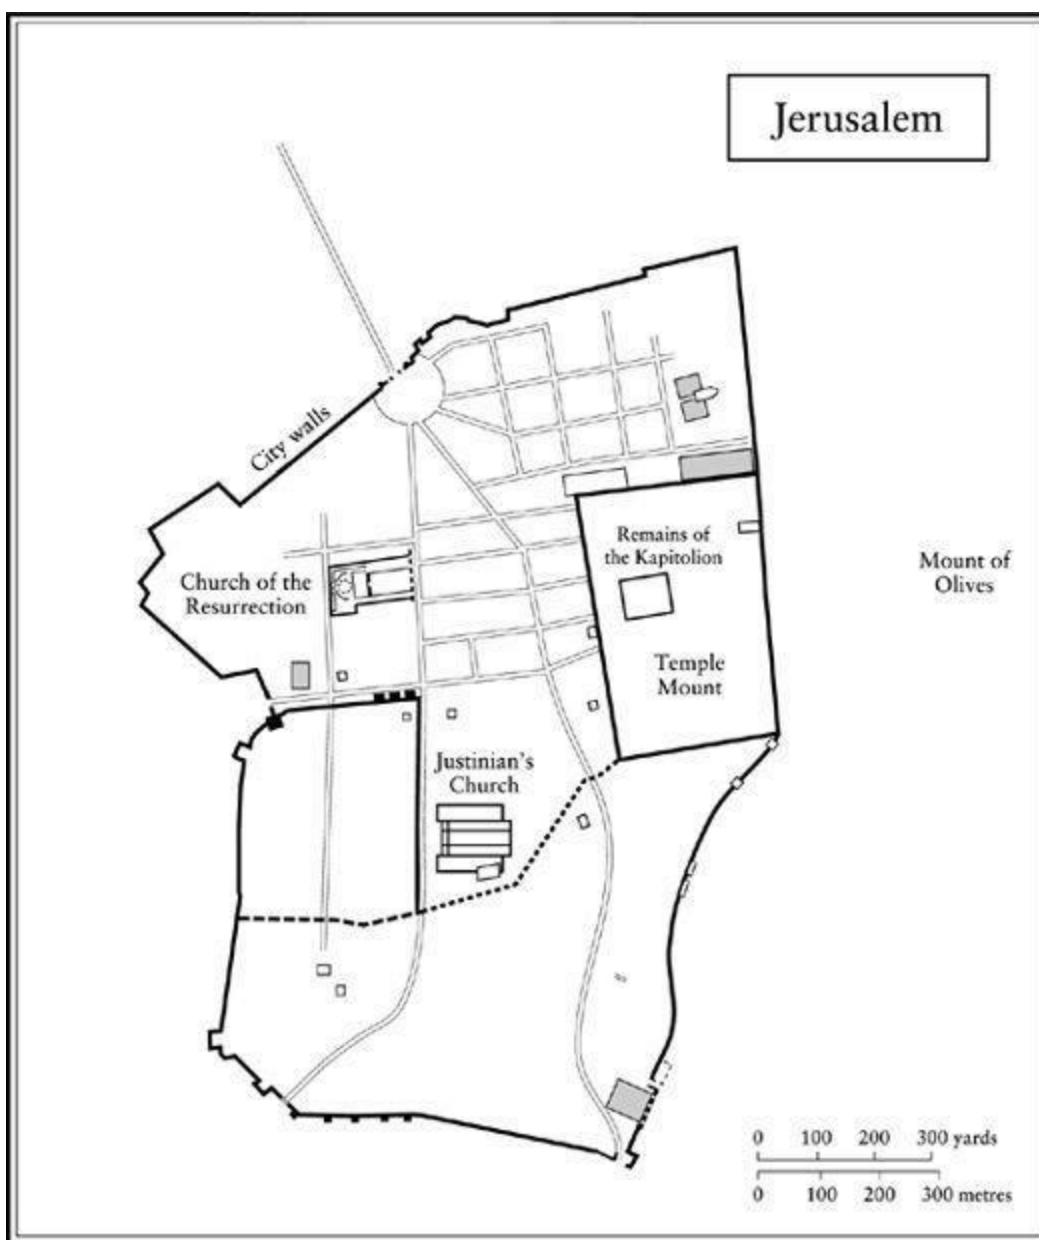 Jerusalem
City walls
Remains of
the Kapitolion
Mount of
Olives
Church of the
Resurrection
Temple
Mount
Justinian's
Church
0 100 200 300 yards
0 100 200 300 metres